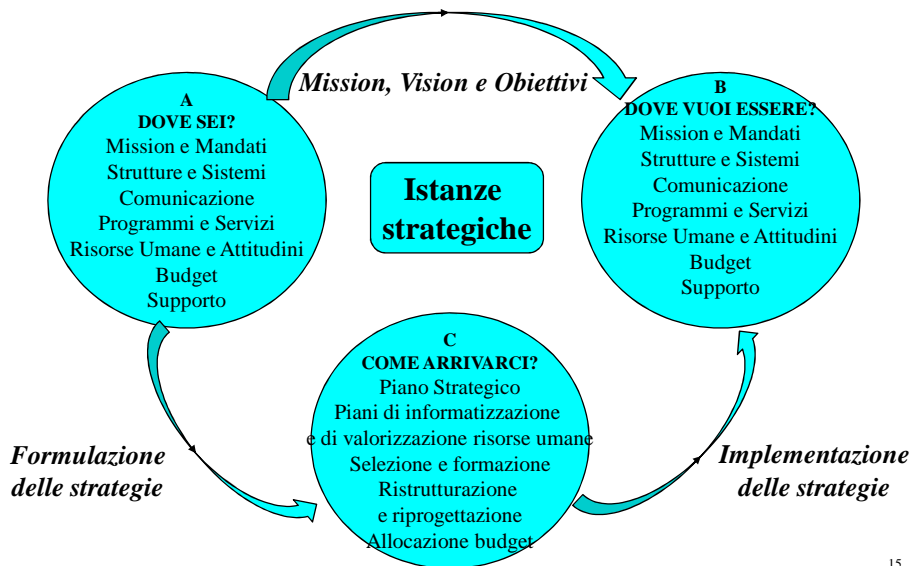 Mission, Vision e Obiettivi
A
DOVE SEI?
Mission e Mandati
Strutture e Sistemi
Comunicazione
Programmi e Servizi
Risorse Umane e Attitudini
Budget
Supporto
Istanze
strategiche
B
DOVE VUOI ESSERE?
Mission e Mandati
Strutture e Sistemi
Comunicazione
Programmi e Servizi
Risorse Umane e Attitudini
Budget
Supporto
Formulazione
delle strategie
C
COME ARRIVARCI?
Piano Strategico
Piani di informatizzazione
e di valorizzazione risorse umane
Selezione e formazione
Ristrutturazione
e riprogettazione
Allocazione budget
Implementazione
delle strategie
15